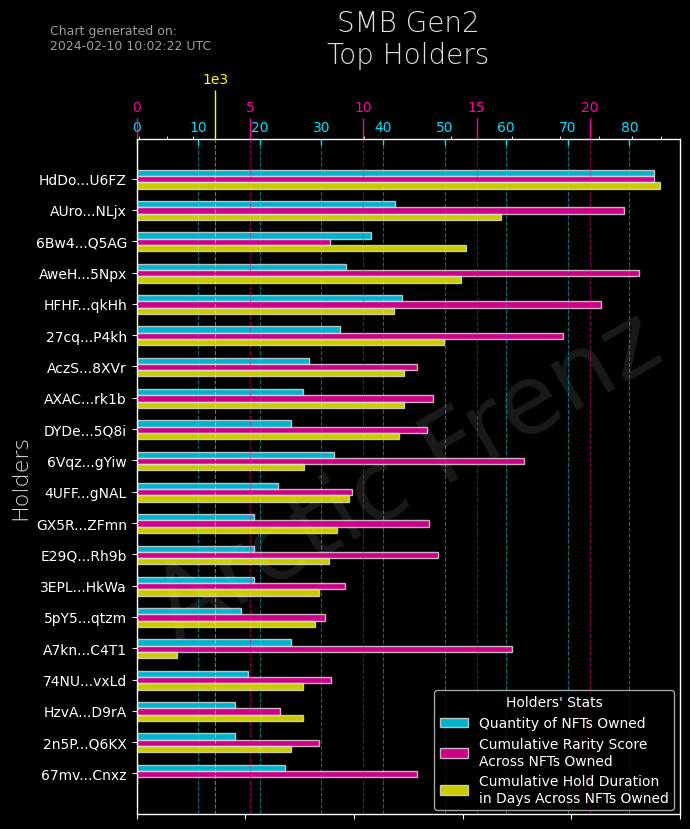 Chart generated on:
2024-02-10 10:02:22 UTC
SMB Gen2
Top Holders
1e3
0 5 10 15 20
0 10 20 30 40 50 60 70 80
Holders
HdDo...U6FZ
AUro...NLjx
6Bw4...Q5AG
AweH...5Npx
HFHF...qkHh
27cq...P4kh
AczS...8XVr
AXAC...rk1b
DYDe...5Q8i
6Vqz...gYiw
4UFF...gNAL
GX5R...ZFmn
E29Q...Rh9b
3EPL...HkWa
5pY5...qtzm
A7kn...C4T1
74NU...vxLd
HzvA...D9rA
2n5P...Q6KX
67mv...Cnxz
Arctic Frenz
Holders' Stats
Quantity of NFTs Owned
Cumulative Rarity Score
Across NFTs Owned
Cumulative Hold Duration
in Days Across NFTs Owned